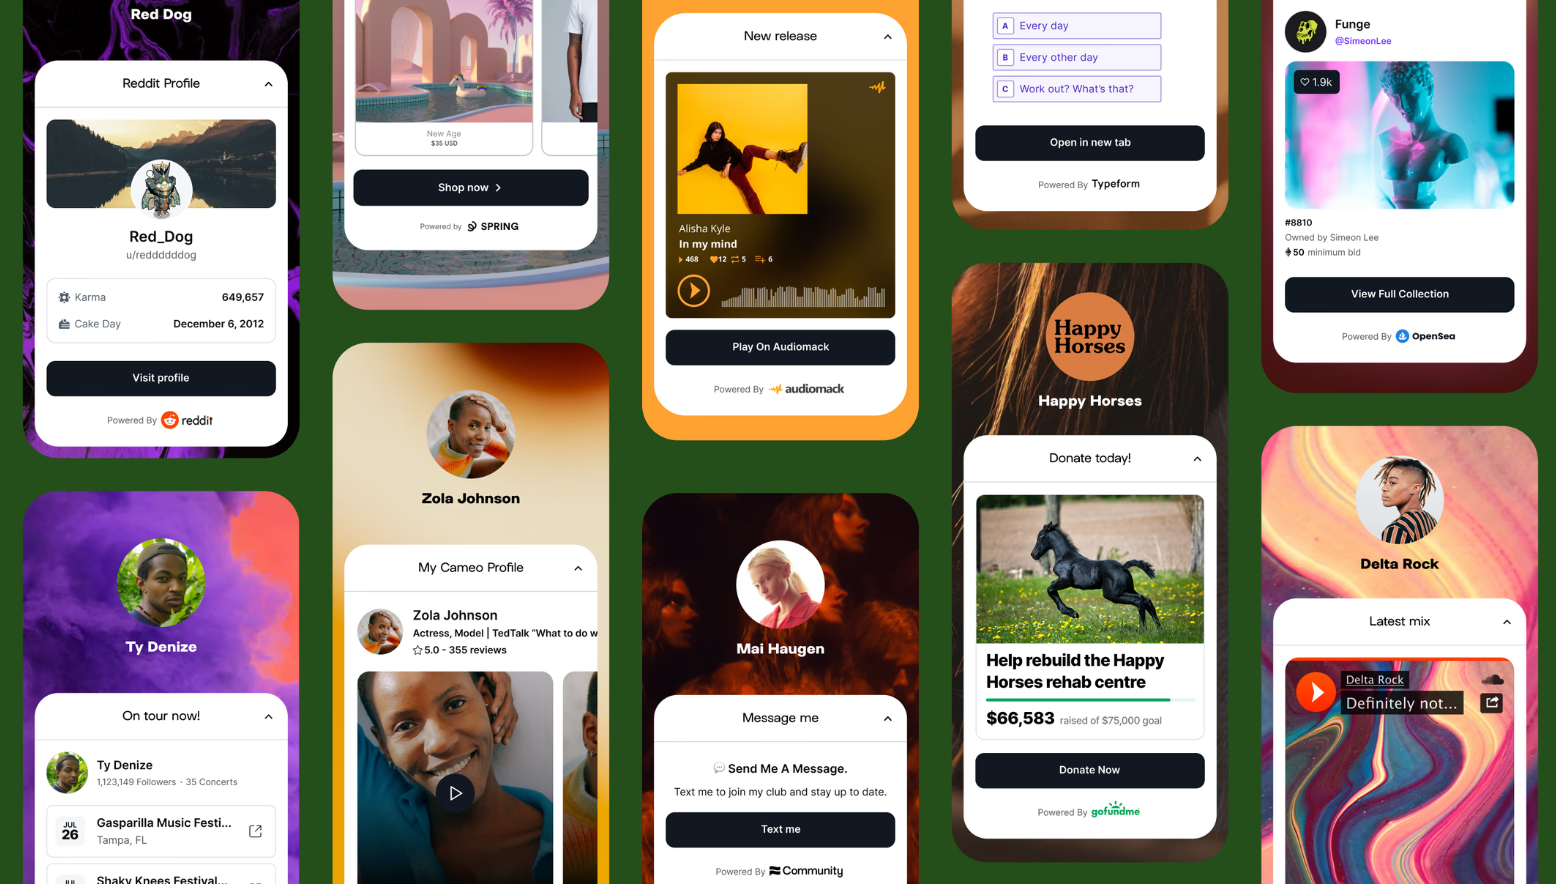 Red Dog
Reddit Profile
Red_Dog
u/reddddddog
Karma
649,657
Cake Day
December 6, 2012
Visit profile
Powered By reddit
Ty Denize
On tour now!
Ty Denize
1,123,149 Followers · 35 Concerts
JUL
26
Gasparilla Music Festi...
Tampa, FL
JUL
Shaky Knees Festival...
New Age
$35 USD
Shop now
Powered by SPRING
Zola Johnson
My Cameo Profile
Zola Johnson
Actress, Model | TedTalk "What to do w
5.0 - 355 reviews
New release
Alisha Kyle
In my mind
468 12 5 6
Play On Audiomack
Powered By audiomack
Mai Haugen
Message me
Send Me A Message.
Text me to join my club and stay up to date.
Text me
Powered By Community
A Every day
B Every other day
C Work out? What's that?
Open in new tab
Powered By Typeform
Happy
Horses
Happy Horses
Donate today!
Help rebuild the Happy
Horses rehab centre
$66,583 raised of $75,000 goal
Donate Now
Powered By gofundme
Funge
@SimeonLee
1.9k
#8810
Owned by Simeon Lee
50 minimum bid
View Full Collection
Powered By OpenSea
Delta Rock
Latest mix
Delta Rock
Definitely not...